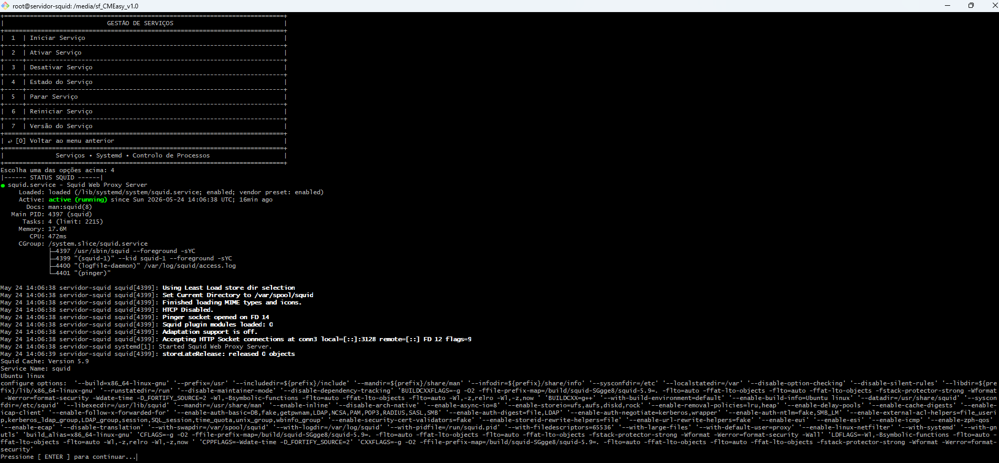 root@servidor-squid: /media/sf_CMEasy_v1.0
+============================================================================+
|                            GESTÃO DE SERVIÇOS                              |
+============================================================================+
|  1  | Iniciar Serviço                                                      |
+-----+----------------------------------------------------------------------+
|  2  | Ativar Serviço                                                       |
+-----+----------------------------------------------------------------------+
|  3  | Desativar Serviço                                                    |
+-----+----------------------------------------------------------------------+
|  4  | Estado do Serviço                                                    |
+-----+----------------------------------------------------------------------+
|  5  | Parar Serviço                                                        |
+-----+----------------------------------------------------------------------+
|  6  | Reiniciar Serviço                                                    |
+-----+----------------------------------------------------------------------+
|  7  | Versão do Serviço                                                    |
+============================================================================+
| ↩ [0] Voltar ao menu anterior                                              |
+============================================================================+
|              Serviços • Systemd • Controlo de Processos                    |
+============================================================================+
Escolha uma das opções acima: 4
|------ STATUS SQUID ------|
● squid.service - Squid Web Proxy Server
     Loaded: loaded (/lib/systemd/system/squid.service; enabled; vendor preset: enabled)
     Active: active (running) since Sun 2026-05-24 14:06:38 UTC; 16min ago
       Docs: man:squid(8)
   Main PID: 4397 (squid)
      Tasks: 4 (limit: 2215)
     Memory: 17.6M
        CPU: 472ms
     CGroup: /system.slice/squid.service
             ├─4397 /usr/sbin/squid --foreground -sYC
             ├─4399 "(squid-1)" --kid squid-1 --foreground -sYC
             ├─4400 "(logfile-daemon)" /var/log/squid/access.log
             └─4401 "(pinger)"
May 24 14:06:38 servidor-squid squid[4399]: Using Least Load store dir selection
May 24 14:06:38 servidor-squid squid[4399]: Set Current Directory to /var/spool/squid
May 24 14:06:38 servidor-squid squid[4399]: Finished loading MIME types and icons.
May 24 14:06:38 servidor-squid squid[4399]: HTCP Disabled.
May 24 14:06:38 servidor-squid squid[4399]: Pinger socket opened on FD 14
May 24 14:06:38 servidor-squid squid[4399]: Squid plugin modules loaded: 0
May 24 14:06:38 servidor-squid squid[4399]: Adaptation support is off.
May 24 14:06:38 servidor-squid squid[4399]: Accepting HTTP Socket connections at conn3 local=[::]:3128 remote=[::] FD 12 flags=9
May 24 14:06:38 servidor-squid systemd[1]: Started Squid Web Proxy Server.
May 24 14:06:39 servidor-squid squid[4399]: storeLateRelease: released 0 objects
Squid Cache: Version 5.9
Service Name: squid
Ubuntu linux
configure options:  '--build=x86_64-linux-gnu' '--prefix=/usr' '--includedir=${prefix}/include' '--mandir=${prefix}/share/man' '--infodir=${prefix}/share/info' '--sysconfdir=/etc' '--localstatedir=/var' '--disable-option-checking' '--disable-silent-rules' '--libdir=${pre
fix}/lib/x86_64-linux-gnu' '--runstatedir=/run' '--disable-maintainer-mode' '--disable-dependency-tracking' 'BUILDCXXFLAGS=-g -O2 -ffile-prefix-map=/build/squid-SGgge8/squid-5.9=. -flto=auto -ffat-lto-objects -flto=auto -ffat-lto-objects -fstack-protector-strong -Wformat
 -Werror=format-security -Wdate-time -D_FORTIFY_SOURCE=2 -Wl,-Bsymbolic-functions -flto=auto -ffat-lto-objects -flto=auto -Wl,-z,relro -Wl,-z,now ' 'BUILDCXX=g++' '--with-build-environment=default' '--enable-build-info=Ubuntu linux' '--datadir=/usr/share/squid' '--syscon
fdir=/etc/squid' '--libexecdir=/usr/lib/squid' '--mandir=/usr/share/man' '--enable-inline' '--disable-arch-native' '--enable-async-io=8' '--enable-storeio=ufs,aufs,diskd,rock' '--enable-removal-policies=lru,heap' '--enable-delay-pools' '--enable-cache-digests' '--enable-
icap-client' '--enable-follow-x-forwarded-for' '--enable-auth-basic=DB,fake,getpwnam,LDAP,NCSA,PAM,POP3,RADIUS,SASL,SMB' '--enable-auth-digest=file,LDAP' '--enable-auth-negotiate=kerberos,wrapper' '--enable-auth-ntlm=fake,SMB_LM' '--enable-external-acl-helpers=file_useri
p,kerberos_ldap_group,LDAP_group,session,SQL_session,time_quota,unix_group,wbinfo_group' '--enable-security-cert-validators=fake' '--enable-storeid-rewrite-helpers=file' '--enable-url-rewrite-helpers=fake' '--enable-eui' '--enable-esi' '--enable-icmp' '--enable-zph-qos'
'--enable-ecap' '--disable-translation' '--with-swapdir=/var/spool/squid' '--with-logdir=/var/log/squid' '--with-pidfile=/run/squid.pid' '--with-filedescriptors=65536' '--with-large-files' '--with-default-user=proxy' '--enable-linux-netfilter' '--with-systemd' '--with-gn
utls' 'build_alias=x86_64-linux-gnu' 'CFLAGS=-g -O2 -ffile-prefix-map=/build/squid-SGgge8/squid-5.9=. -flto=auto -ffat-lto-objects -flto=auto -ffat-lto-objects -fstack-protector-strong -Wformat -Werror=format-security -Wall' 'LDFLAGS=-Wl,-Bsymbolic-functions -flto=auto -
ffat-lto-objects -flto=auto -Wl,-z,relro -Wl,-z,now ' 'CPPFLAGS=-Wdate-time -D_FORTIFY_SOURCE=2' 'CXXFLAGS=-g -O2 -ffile-prefix-map=/build/squid-SGgge8/squid-5.9=. -flto=auto -ffat-lto-objects -flto=auto -ffat-lto-objects -fstack-protector-strong -Wformat -Werror=format-
security'
Pressione [ ENTER ] para continuar...